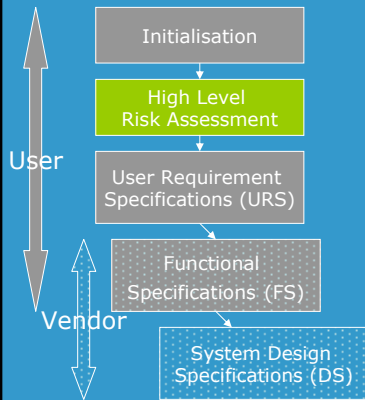 Initialisation
High Level
Risk Assessment
User
User Requirement
Specifications (URS)
Functional
Specifications (FS)
Vendor
System Design
Specifications (DS)